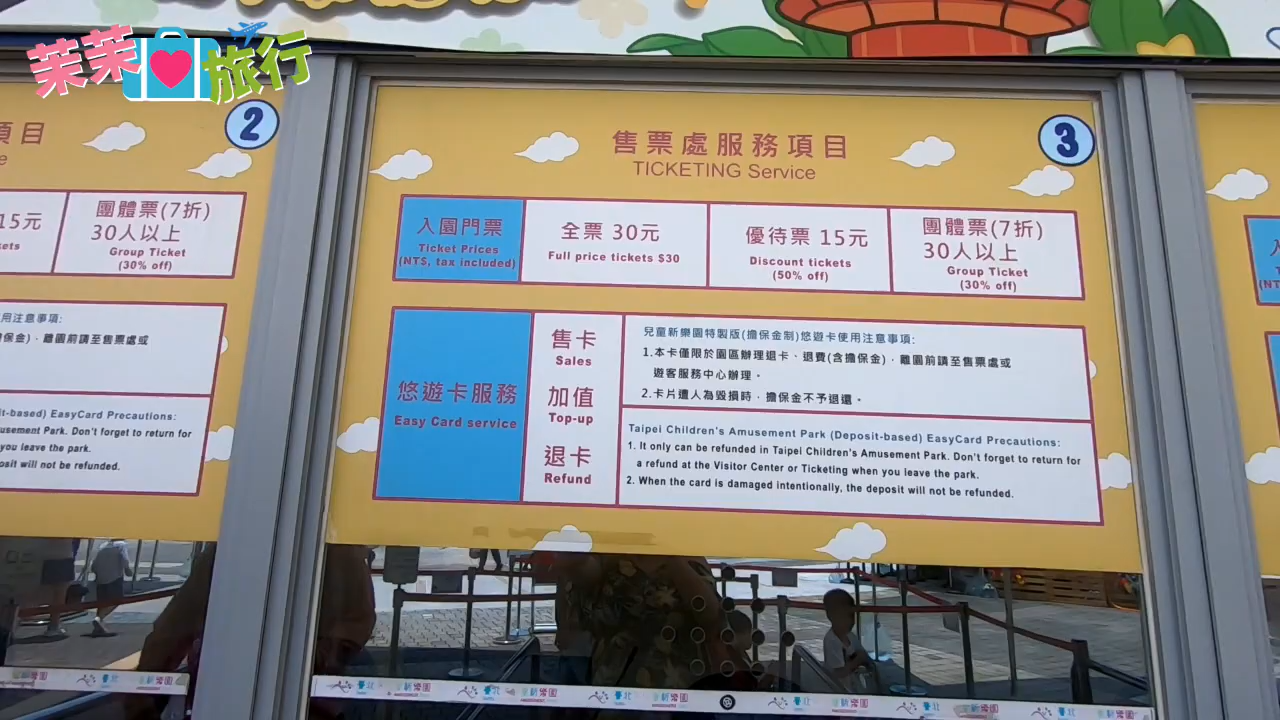 茉茉旅行
項目
2
15元
團體票(7折)
30人以上
Group Ticket
(30% off)
用注意事項:
金),離園前請至售票處或
EasyCard Precautions:
Don't forget to return for
you leave the park.
will not be refunded.
售票處服務項目
3
TICKETING Service
入園門票
Ticket Prices
(NT$, tax included)
全票 30元
Full price tickets $30
優待票 15元
Discount tickets
(50% off)
團體票(7折)
30人以上
Group Ticket
(30% off)
悠遊卡服務
Easy Card service
售卡
Sales
加值
Top-up
退卡
Refund
兒童新樂園特製版(擔保金制)悠遊卡使用注意事項:
1.本卡僅限於園區辦理退卡、退費(含擔保金),離園前請至售票處或
遊客服務中心辦理。
2.卡片遭人為毀損時,擔保金不予退還。
Taipei Children's Amusement Park (Deposit-based) EasyCard Precautions:
1. It only can be refunded in Taipei Children's Amusement Park. Don't forget to return for
a refund at the Visitor Center or Ticketing when you leave the park.
2. When the card is damaged intentionally, the deposit will not be refunded.